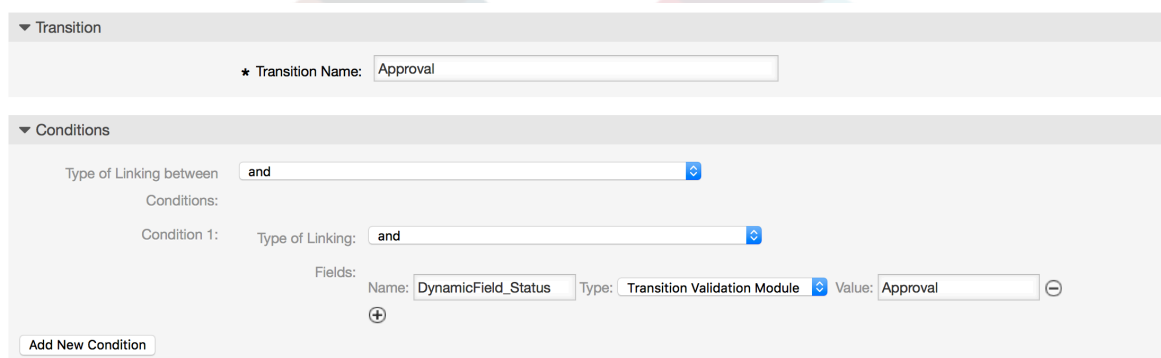 Transition
* Transition Name: Approval
Conditions
Type of Linking between and
Conditions:
Condition 1: Type of Linking: and
Fields:
Name: DynamicField_Status Type: Transition Validation Module Value: Approval
Add New Condition